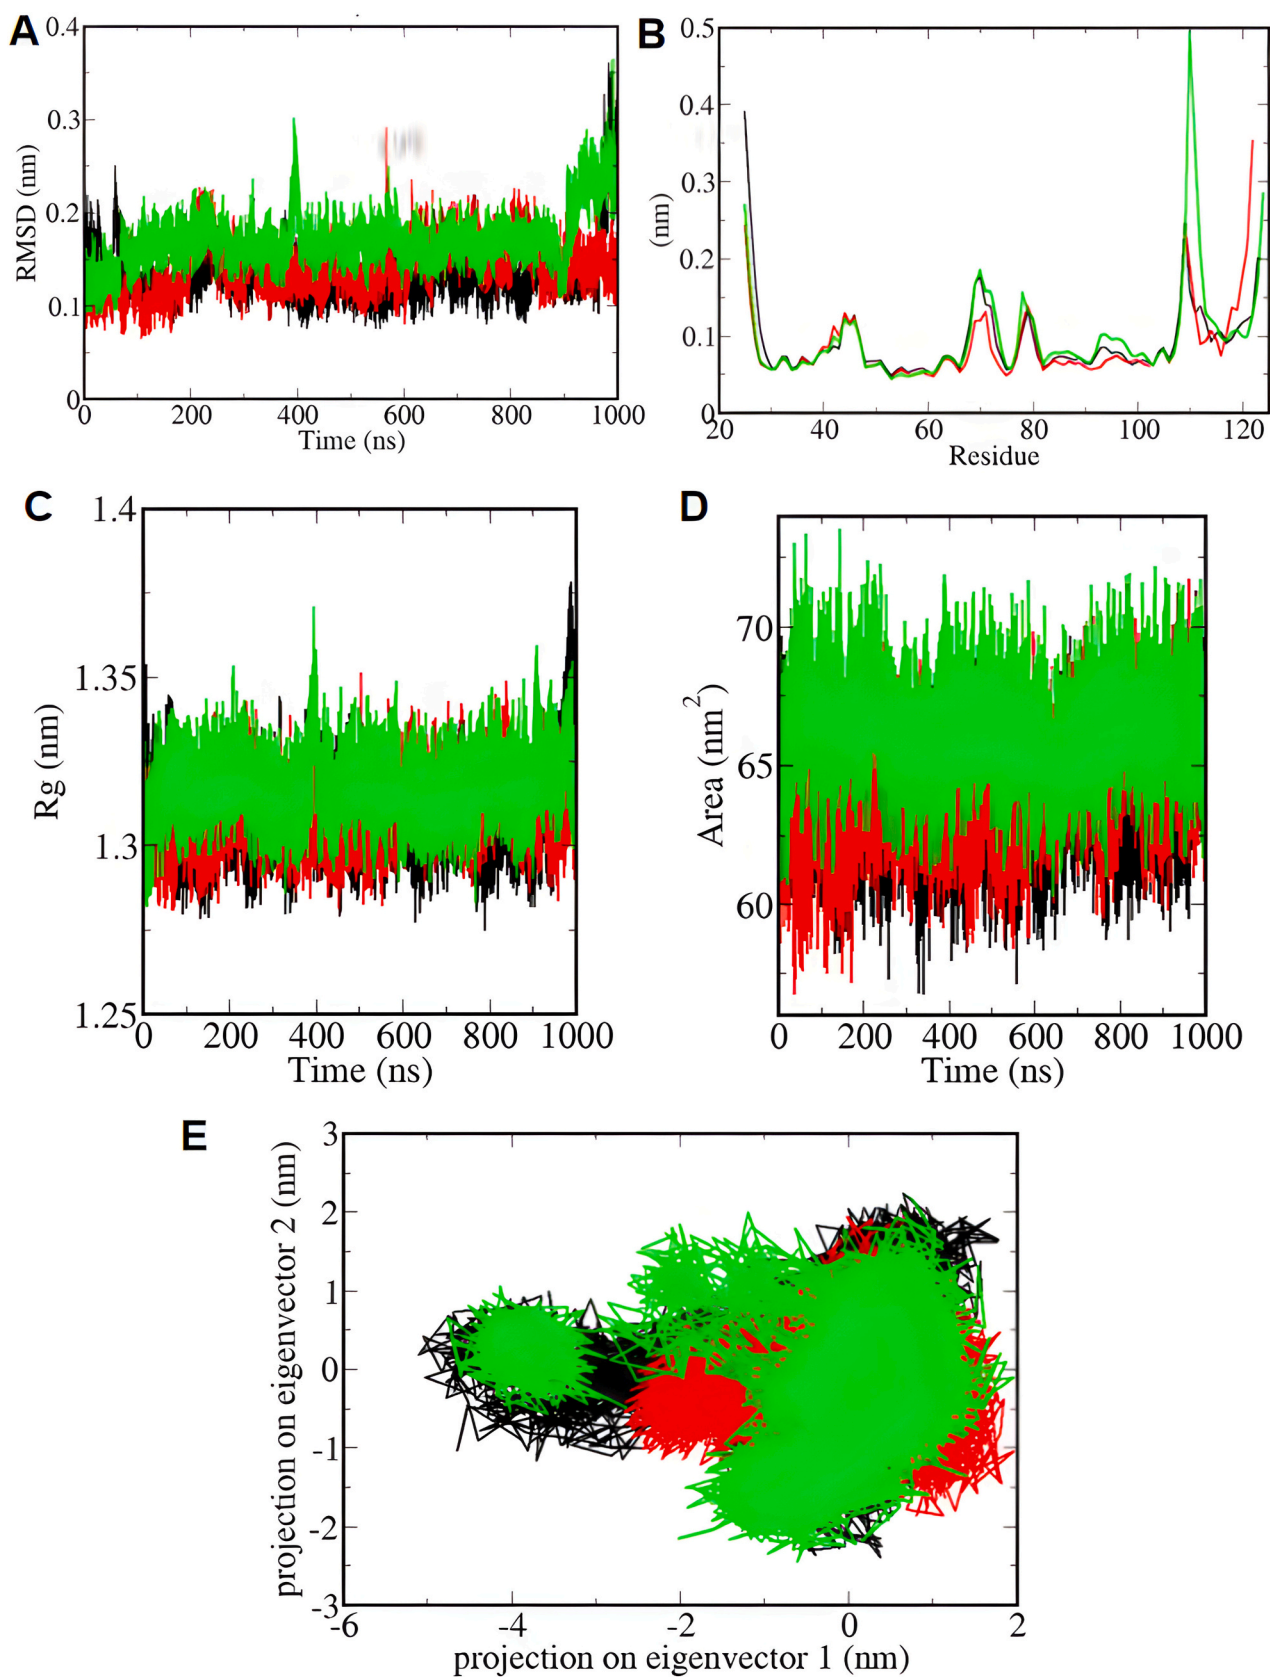 A
RMSD (nm)
0.4
0.3
0.2
0.1
0
0 200 400 600 800 1000
Time (ns)
B
(nm)
0.5
0.4
0.3
0.2
0.1
0
20 40 60 80 100 120
Residue
C
Rg (nm)
1.4
1.35
1.3
1.25
0 200 400 600 800 1000
Time (ns)
D
Area (nm²)
70
65
60
0 200 400 600 800 1000
Time (ns)
E
projection on eigenvector 2 (nm)
3
2
1
0
-1
-2
-3
-6 -4 -2 0 2
projection on eigenvector 1 (nm)